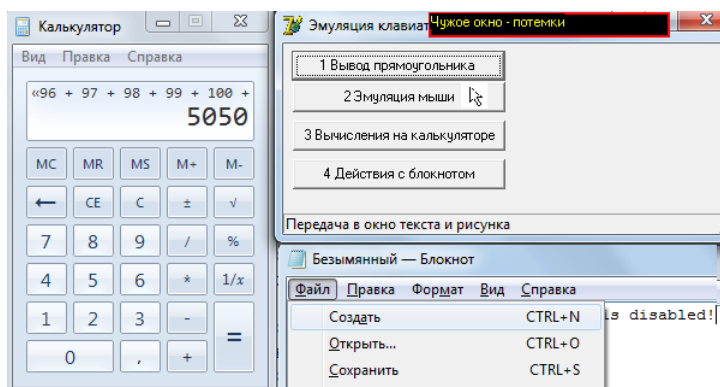 Калькулятор
Вид Правка Справка
«96 + 97 + 98 + 99 + 100 +
5050
MC MR MS M+ M-
← CE C ± √
7 8 9 / %
4 5 6 * 1/x
1 2 3 - =
0 , +
Эмуляция клавиат
Чужое окно - потемки
1 Вывод прямоугольника
2 Эмуляция мыши
3 Вычисления на калькуляторе
4 Действия с блокнотом
Передача в окно текста и рисунка
Безымянный — Блокнот
Файл Правка Формат Вид Справка
Создать CTRL+N
is disabled!
Открыть... CTRL+O
Сохранить CTRL+S